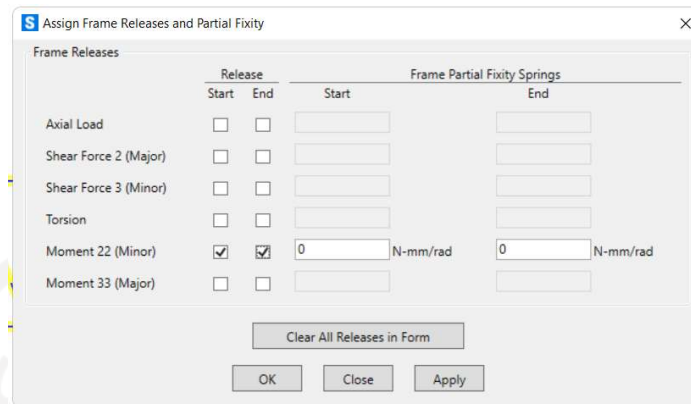 S Assign Frame Releases and Partial Fixity
Frame Releases
Release Frame Partial Fixity Springs
Start End Start End
Axial Load
Shear Force 2 (Major)
Shear Force 3 (Minor)
Torsion
Moment 22 (Minor) 0 N-mm/rad 0 N-mm/rad
Moment 33 (Major)
Clear All Releases in Form
OK Close Apply